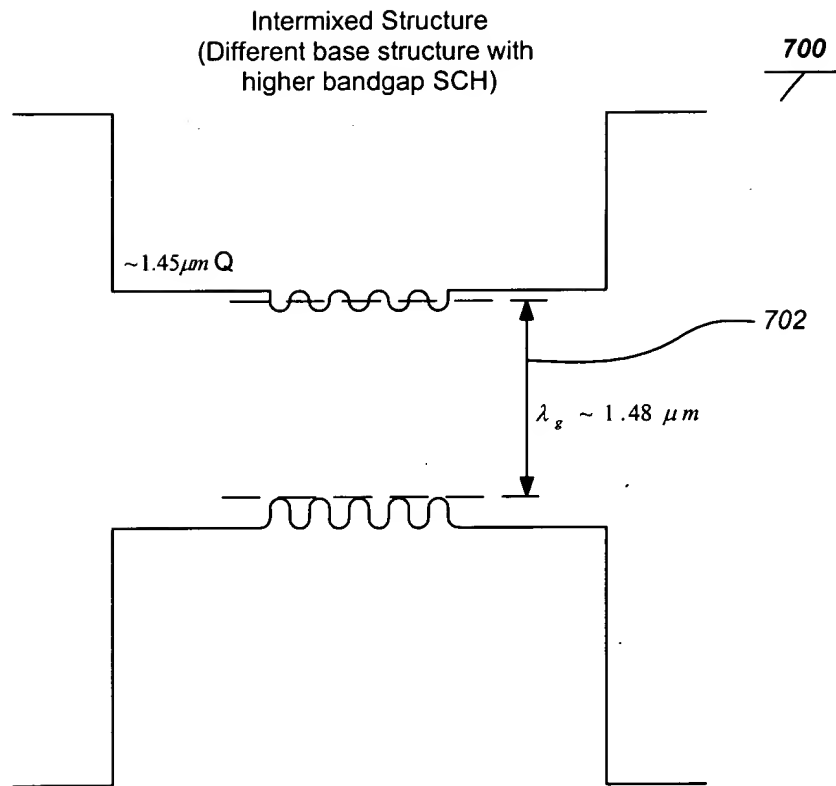 Intermixed Structure
(Different base structure with
higher bandgap SCH)
700
~1.45μm Q
702
λg ~ 1.48 μm